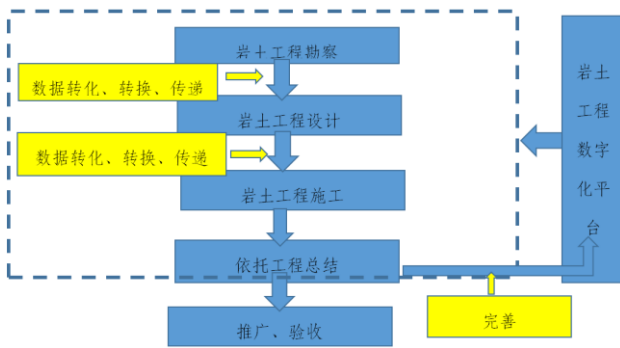 岩土工程勘察
数据转化、转换、传递
岩土工程设计
数据转化、转换、传递
岩土工程施工
依托工程总结
推广、验收
岩土
工程
数字
化平
台
完善